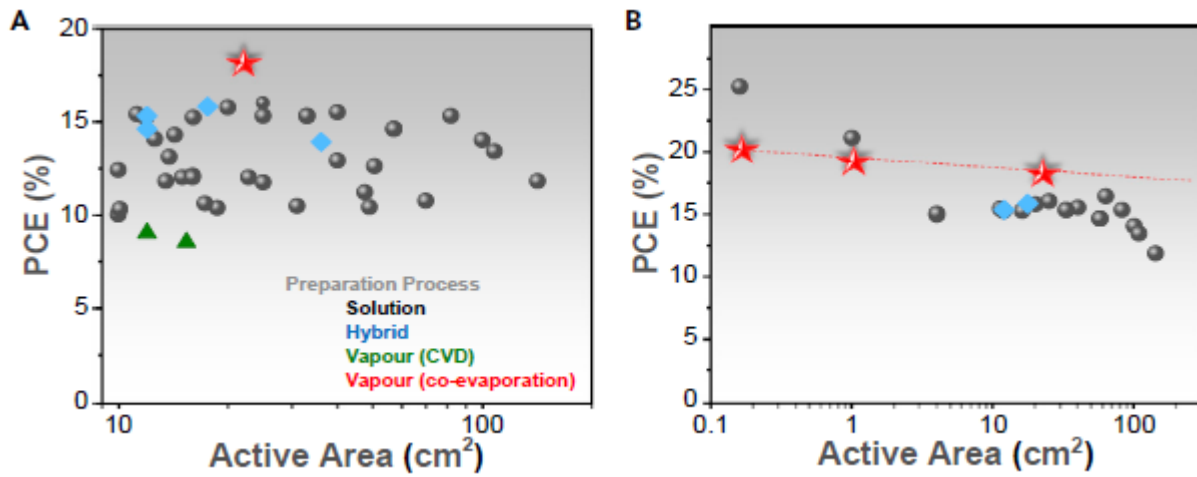 A
20
15
10
5
0
PCE (%)
10
100
Active Area (cm²)
Preparation Process
Solution
Hybrid
Vapour (CVD)
Vapour (co-evaporation)
B
25
20
15
10
5
0
PCE (%)
0.1
1
10
100
Active Area (cm²)